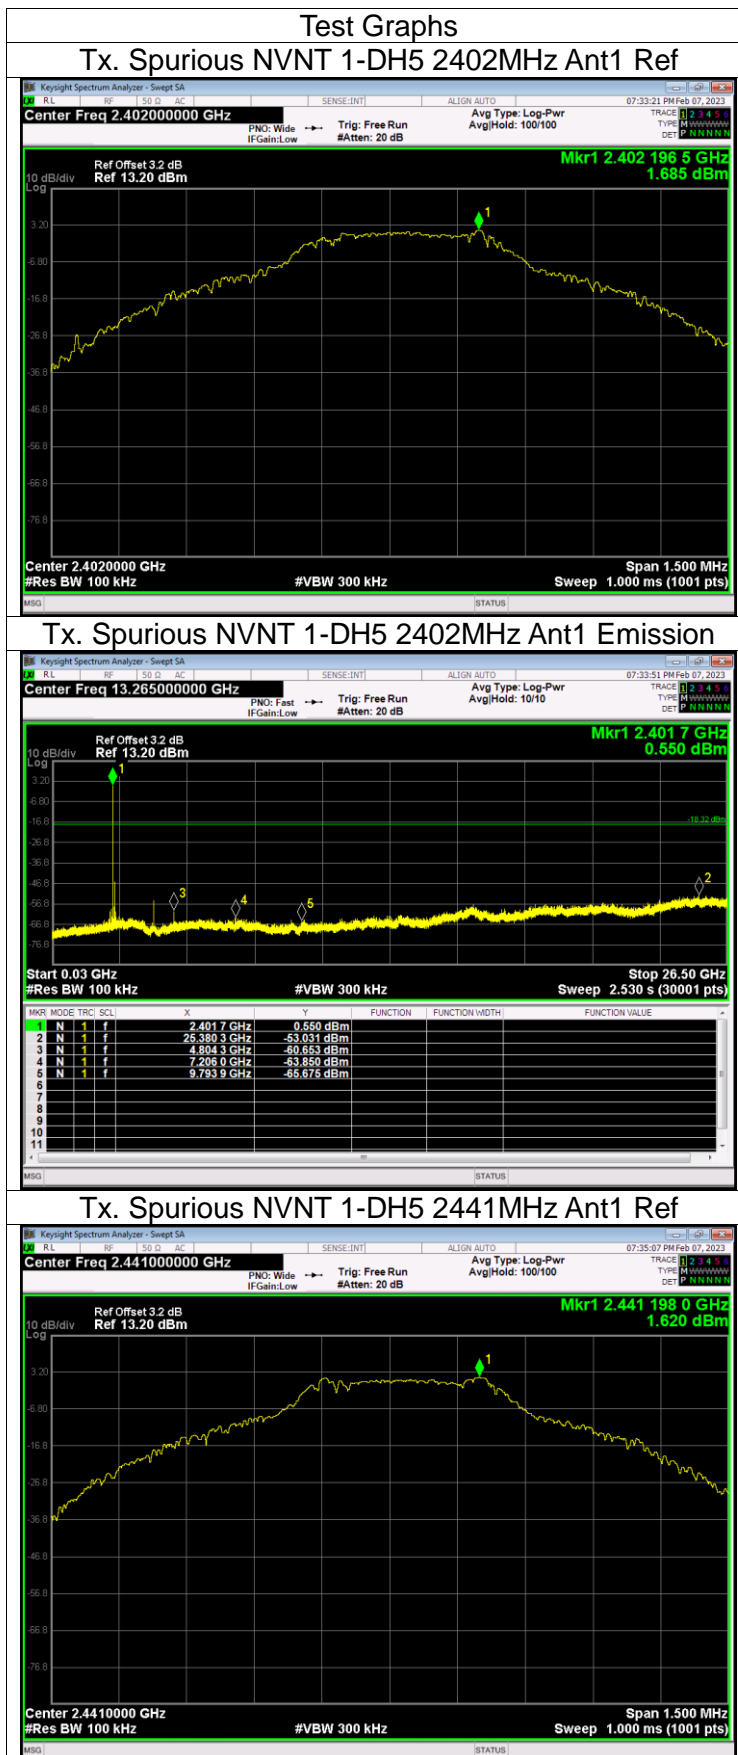 Test Graphs
Tx. Spurious NVNT 1-DH5 2402MHz Ant1 Ref
Keysight Spectrum Analyzer - Swept SA
RL RF 50 Ω AC SENSE:INT ALIGN AUTO 07:33:21 PM Feb 07, 2023
Center Freq 2.402000000 GHz Avg Type: Log-Pwr TRACE 1 2 3 4 5 6
PNO: Wide Trig: Free Run Avg|Hold: 100/100 TYPE M WWWWW
IFGain:Low #Atten: 20 dB DET P N N N N N
Mkr1 2.402 196 5 GHz
1.685 dBm
Ref Offset 3.2 dB
10 dB/div Ref 13.20 dBm
Log
1
3.20
-6.80
-16.8
-26.8
-36.8
-46.8
-56.8
-66.8
-76.8
Center 2.4020000 GHz Span 1.500 MHz
#Res BW 100 kHz #VBW 300 kHz Sweep 1.000 ms (1001 pts)
MSG STATUS
Tx. Spurious NVNT 1-DH5 2402MHz Ant1 Emission
Keysight Spectrum Analyzer - Swept SA
RL RF 50 Ω AC SENSE:INT ALIGN AUTO 07:33:51 PM Feb 07, 2023
Center Freq 13.265000000 GHz Avg Type: Log-Pwr TRACE 1 2 3 4 5 6
PNO: Fast Trig: Free Run Avg|Hold: 10/10 TYPE M WWWWW
IFGain:Low #Atten: 20 dB DET P N N N N N
Mkr1 2.401 7 GHz
0.550 dBm
Ref Offset 3.2 dB
10 dB/div Ref 13.20 dBm
Log
1
3.20
-6.80
-16.8
-18.32 dBm
-26.8
-36.8
-46.8
2
3
-56.8
4
5
-66.8
-76.8
Start 0.03 GHz Stop 26.50 GHz
#Res BW 100 kHz #VBW 300 kHz Sweep 2.530 s (30001 pts)
MKR MODE TRC SCL X Y FUNCTION FUNCTION WIDTH FUNCTION VALUE
1 N 1 f 2.401 7 GHz 0.550 dBm
2 N 1 f 25.380 3 GHz -53.031 dBm
3 N 1 f 4.804 3 GHz -60.653 dBm
4 N 1 f 7.206 0 GHz -63.850 dBm
5 N 1 f 9.793 9 GHz -65.675 dBm
6
7
8
9
10
11
MSG STATUS
Tx. Spurious NVNT 1-DH5 2441MHz Ant1 Ref
Keysight Spectrum Analyzer - Swept SA
RL RF 50 Ω AC SENSE:INT ALIGN AUTO 07:35:07 PM Feb 07, 2023
Center Freq 2.441000000 GHz Avg Type: Log-Pwr TRACE 1 2 3 4 5 6
PNO: Wide Trig: Free Run Avg|Hold: 100/100 TYPE M WWWWW
IFGain:Low #Atten: 20 dB DET P N N N N N
Mkr1 2.441 198 0 GHz
1.620 dBm
Ref Offset 3.2 dB
10 dB/div Ref 13.20 dBm
Log
1
3.20
-6.80
-16.8
-26.8
-36.8
-46.8
-56.8
-66.8
-76.8
Center 2.4410000 GHz Span 1.500 MHz
#Res BW 100 kHz #VBW 300 kHz Sweep 1.000 ms (1001 pts)
MSG STATUS